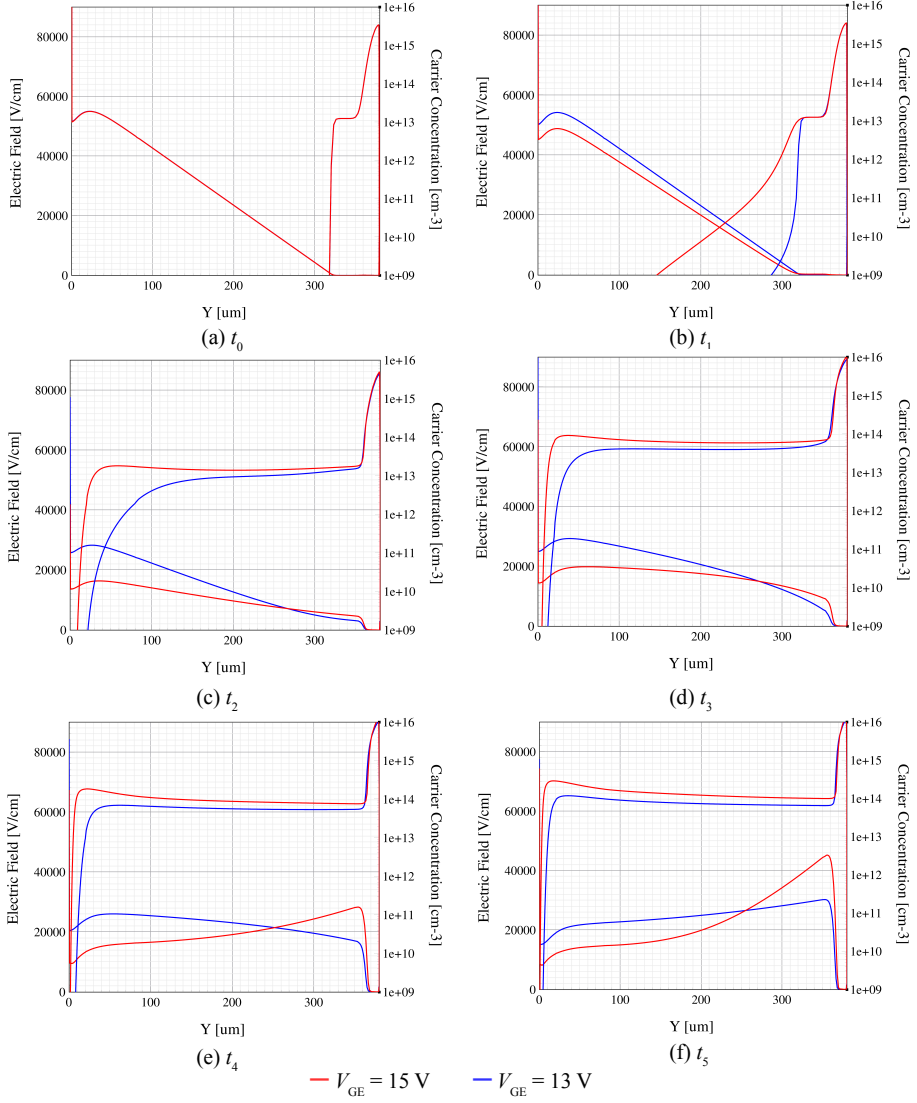 80000
60000
40000
20000
0
Electric Field [V/cm]
1e+16
1e+15
1e+14
1e+13
1e+12
1e+11
1e+10
1e+09
Carrier Concentration [cm-3]
0 100 200 300
Y [um]
(a) t0
80000
60000
40000
20000
0
Electric Field [V/cm]
1e+16
1e+15
1e+14
1e+13
1e+12
1e+11
1e+10
1e+09
Carrier Concentration [cm-3]
0 100 200 300
Y [um]
(b) t1
80000
60000
40000
20000
0
Electric Field [V/cm]
1e+16
1e+15
1e+14
1e+13
1e+12
1e+11
1e+10
1e+09
Carrier Concentration [cm-3]
0 100 200 300
Y [um]
(c) t2
80000
60000
40000
20000
0
Electric Field [V/cm]
1e+16
1e+15
1e+14
1e+13
1e+12
1e+11
1e+10
1e+09
Carrier Concentration [cm-3]
0 100 200 300
Y [um]
(d) t3
80000
60000
40000
20000
0
Electric Field [V/cm]
1e+16
1e+15
1e+14
1e+13
1e+12
1e+11
1e+10
1e+09
Carrier Concentration [cm-3]
0 100 200 300
Y [um]
(e) t4
80000
60000
40000
20000
0
Electric Field [V/cm]
1e+16
1e+15
1e+14
1e+13
1e+12
1e+11
1e+10
1e+09
Carrier Concentration [cm-3]
0 100 200 300
Y [um]
(f) t5
VGE = 15 V
VGE = 13 V